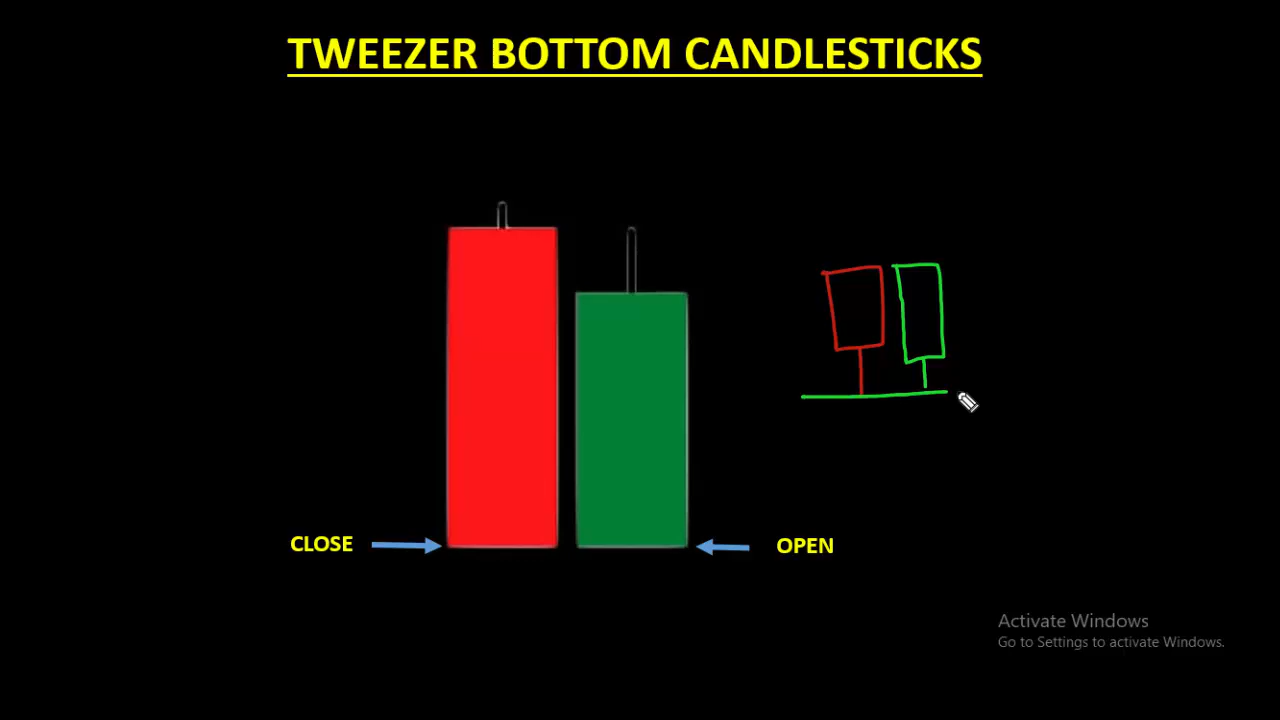 TWEEZER BOTTOM CANDLESTICKS
CLOSE
OPEN
Activate Windows
Go to Settings to activate Windows.